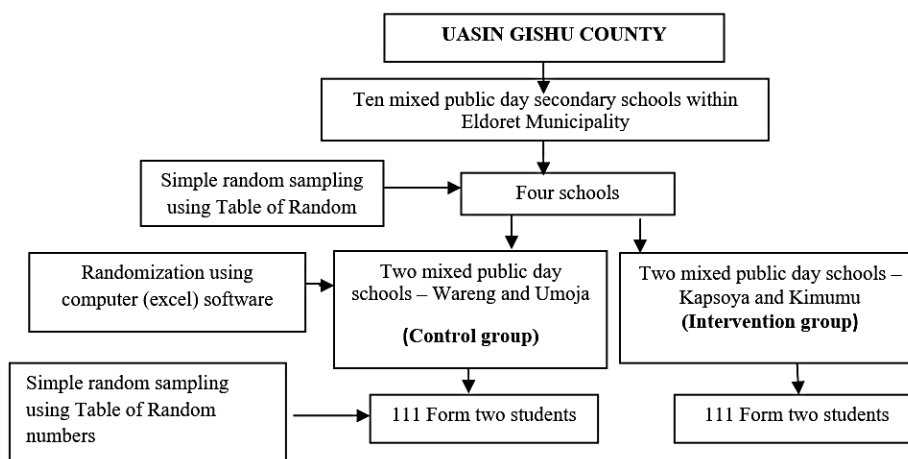 UASIN GISHU COUNTY
Ten mixed public day secondary schools within
Eldoret Municipality
Simple random sampling
using Table of Random
Four schools
Randomization using
computer (excel) software
Two mixed public day
schools – Wareng and Umoja
(Control group)
Two mixed public day schools –
Kapsoya and Kimumu
(Intervention group)
Simple random sampling
using Table of Random
numbers
111 Form two students
111 Form two students